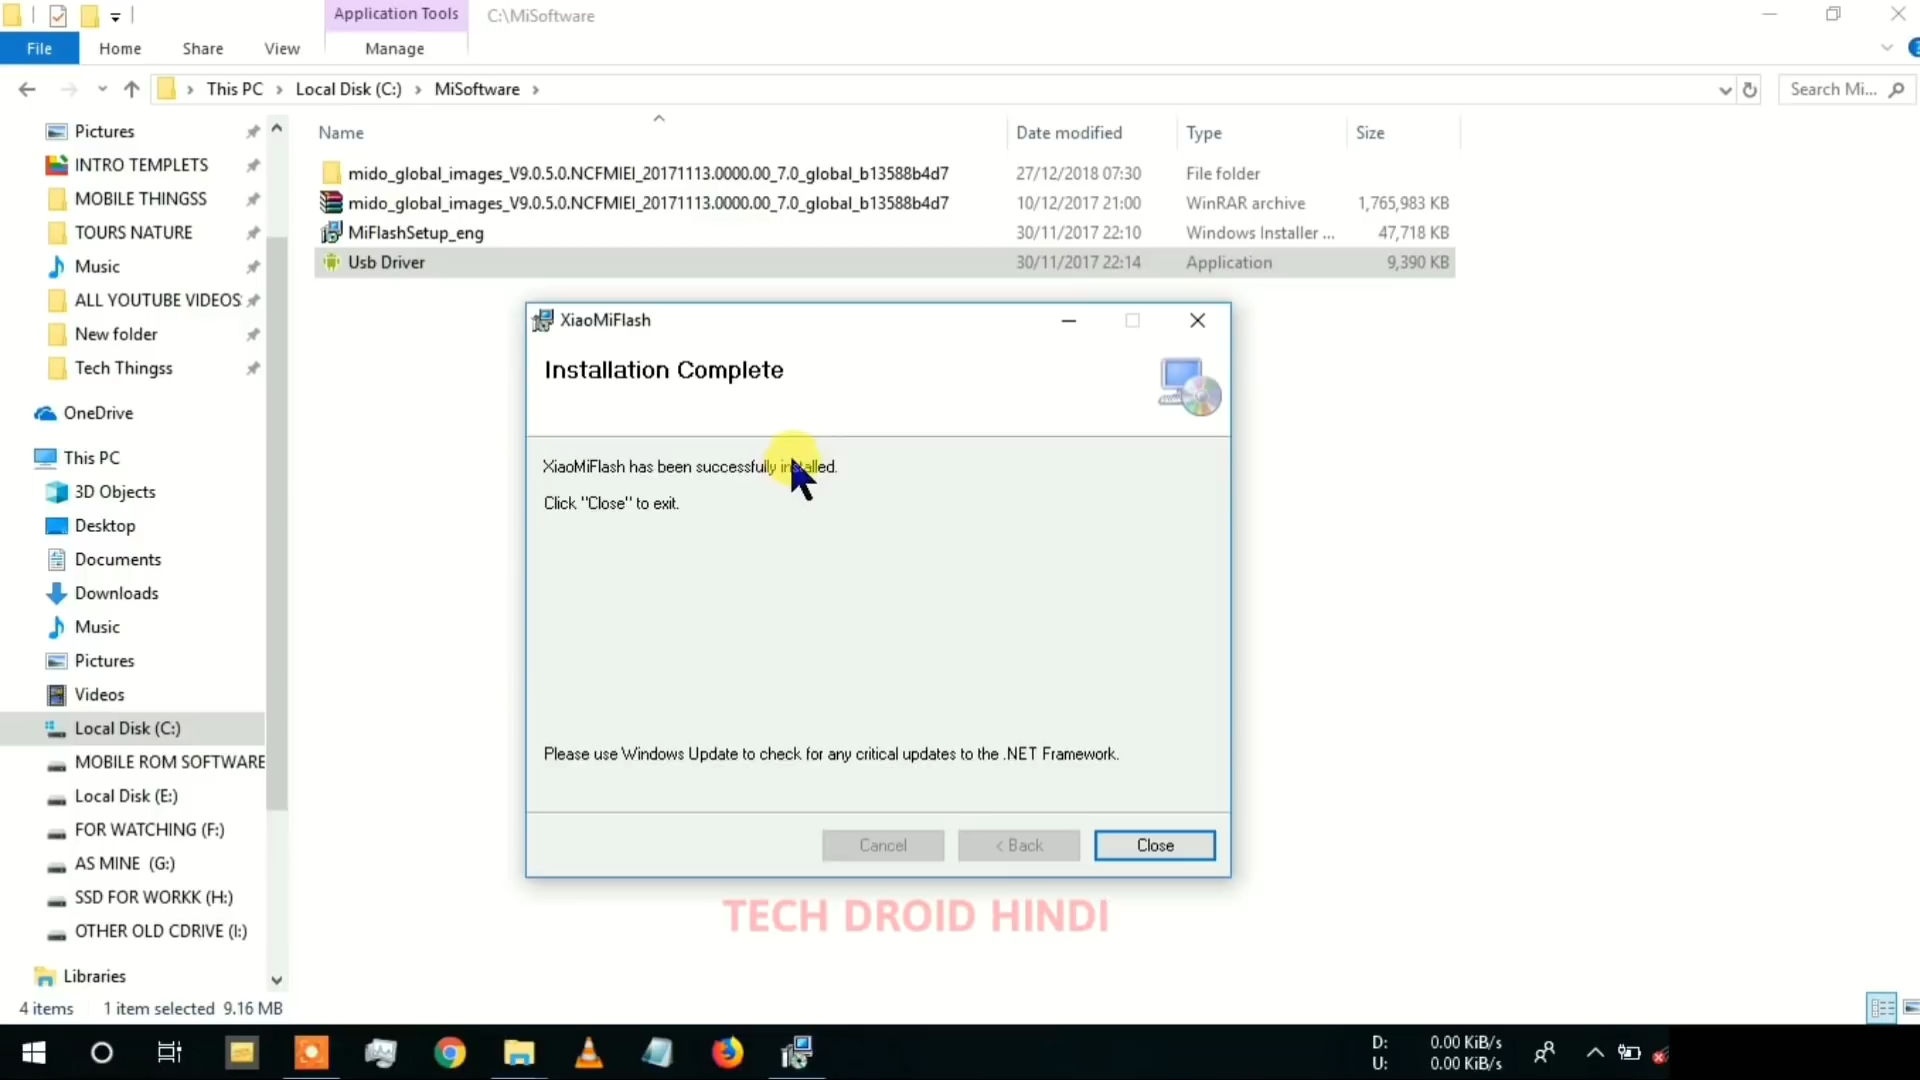 Application Tools
C:\MiSoftware
File
Home
Share
View
Manage
This PC
Local Disk (C:)
MiSoftware
Search Mi...
Pictures
INTRO TEMPLETS
MOBILE THINGSS
TOURS NATURE
Music
ALL YOUTUBE VIDEOS
New folder
Tech Thingss
OneDrive
This PC
3D Objects
Desktop
Documents
Downloads
Music
Pictures
Videos
Local Disk (C:)
MOBILE ROM SOFTWARE
Local Disk (E:)
FOR WATCHING (F:)
AS MINE (G:)
SSD FOR WORKK (H:)
OTHER OLD CDRIVE (I:)
Libraries
Name Date modified Type Size
mido_global_images_V9.0.5.0.NCFMIEI_20171113.0000.00_7.0_global_b13588b4d7 27/12/2018 07:30 File folder
mido_global_images_V9.0.5.0.NCFMIEI_20171113.0000.00_7.0_global_b13588b4d7 10/12/2017 21:00 WinRAR archive 1,765,983 KB
MiFlashSetup_eng 30/11/2017 22:10 Windows Installer ... 47,718 KB
Usb Driver 30/11/2017 22:14 Application 9,390 KB
XiaoMiFlash
Installation Complete
XiaoMiFlash has been successfully installed.
Click "Close" to exit.
Please use Windows Update to check for any critical updates to the .NET Framework.
Cancel
< Back
Close
TECH DROID HINDI
4 items 1 item selected 9.16 MB
D: 0.00 KiB/s
U: 0.00 KiB/s